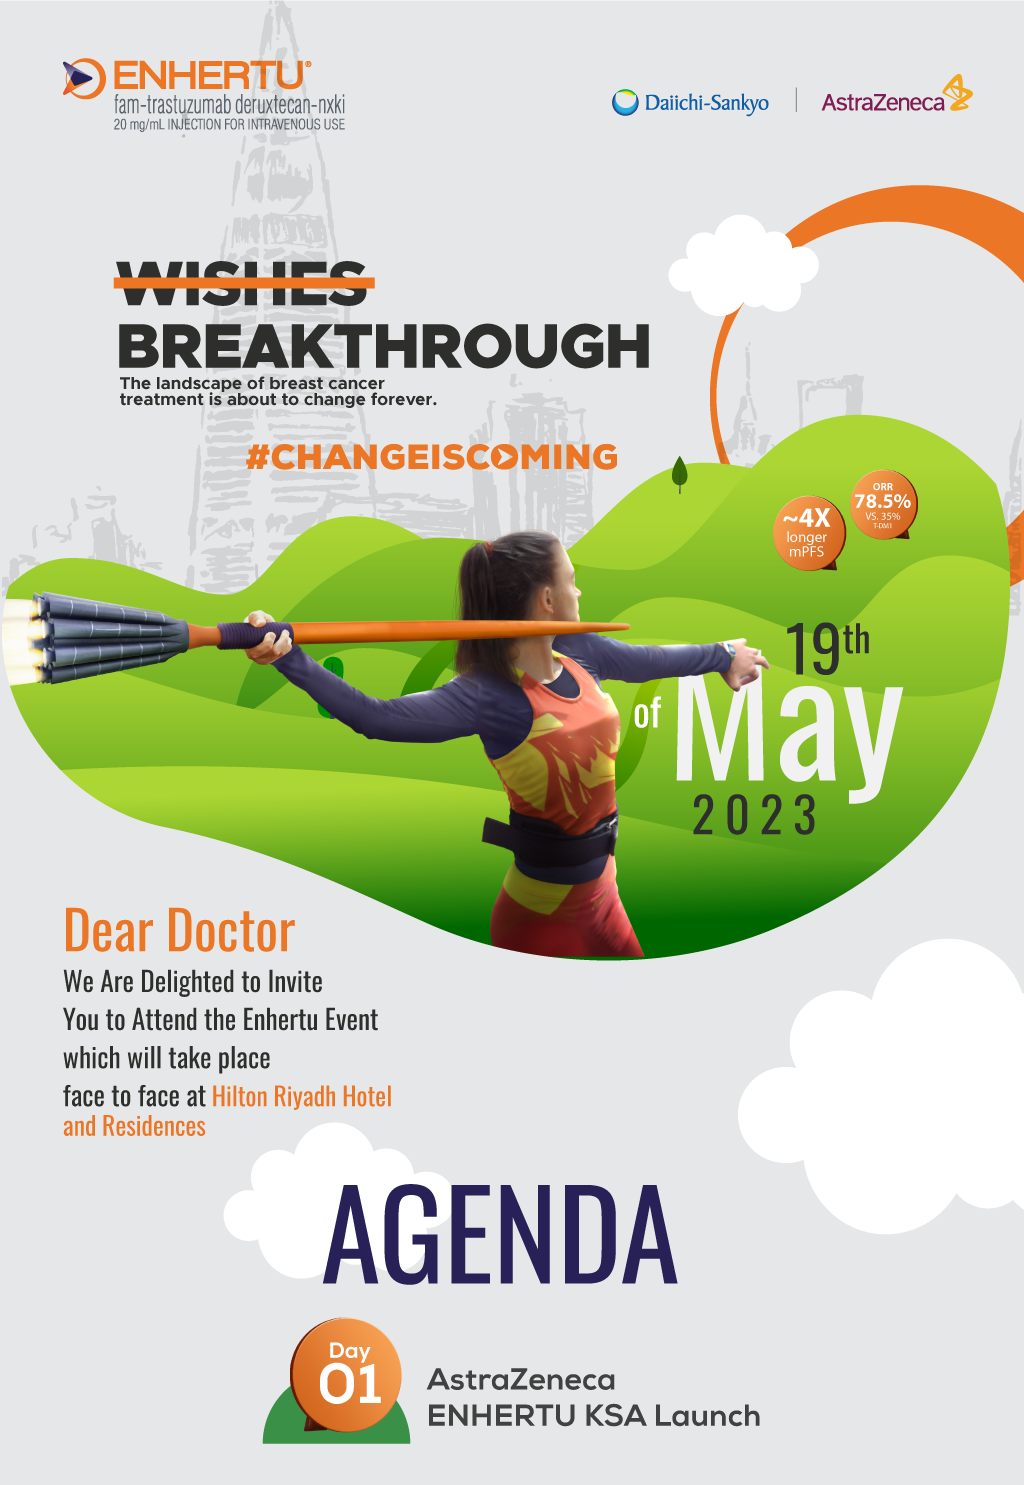 ENHERTU®
fam-trastuzumab deruxtecan-nxki
20 mg/mL INJECTION FOR INTRAVENOUS USE
Daiichi-Sankyo
AstraZeneca
WISHES
BREAKTHROUGH
The landscape of breast cancer
treatment is about to change forever.
#CHANGEISCOMING
~4X
longer
mPFS
ORR
78.5%
VS. 35%
T-DM1
19th
of May
2023
Dear Doctor
We Are Delighted to Invite
You to Attend the Enhertu Event
which will take place
face to face at Hilton Riyadh Hotel
and Residences
AGENDA
Day
01
AstraZeneca
ENHERTU KSA Launch